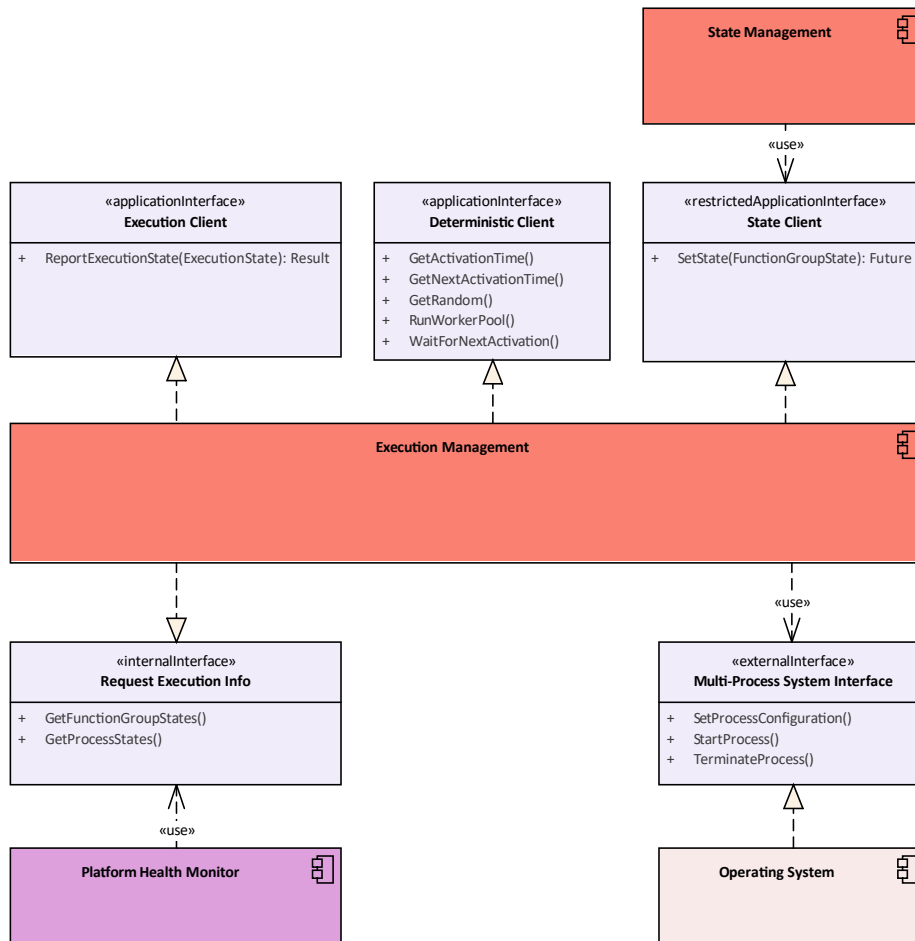 State Management
«use»
«applicationInterface»
Execution Client
+ ReportExecutionState(ExecutionState): Result
«applicationInterface»
Deterministic Client
+ GetActivationTime()
+ GetNextActivationTime()
+ GetRandom()
+ RunWorkerPool()
+ WaitForNextActivation()
«restrictedApplicationInterface»
State Client
+ SetState(FunctionGroupState): Future
Execution Management
«use»
«internalInterface»
Request Execution Info
+ GetFunctionGroupStates()
+ GetProcessStates()
«externalInterface»
Multi-Process System Interface
+ SetProcessConfiguration()
+ StartProcess()
+ TerminateProcess()
«use»
Platform Health Monitor
Operating System